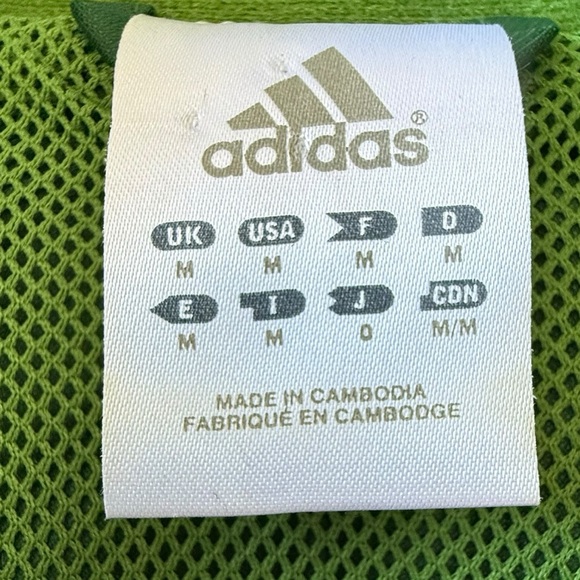 adidas®
UK USA F D
M M M M
E I J CDN
M M O M/M
MADE IN CAMBODIA
FABRIQUÉ EN CAMBODGE